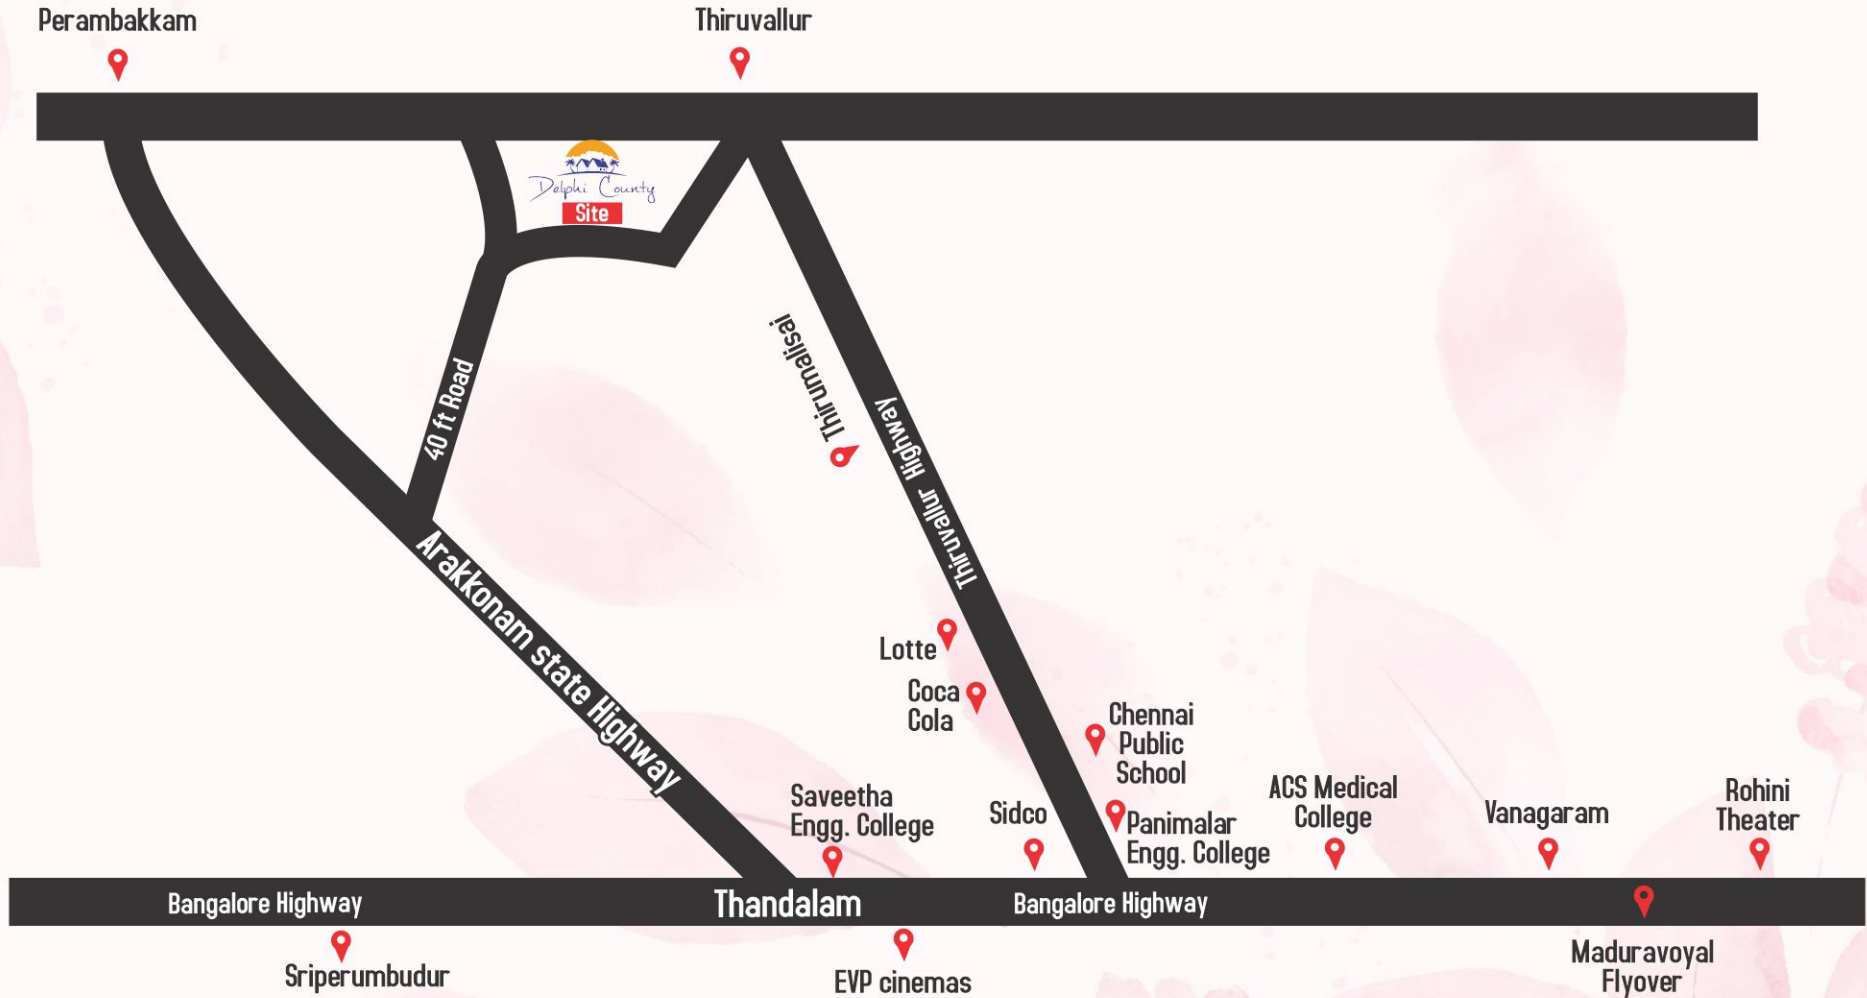 Perambakkam
Thiruvallur
Delphi County
Site
Thirumalisai
40 ft Road
Thiruvallur Highway
Arakkonam state Highway
Lotte
Coca
Cola
Chennai
Public
School
Saveetha
Engg. College
Sidco
Panimalar
Engg. College
ACS Medical
College
Vanagaram
Rohini
Theater
Bangalore Highway
Thandalam
Bangalore Highway
Sriperumbudur
EVP cinemas
Maduravoyal
Flyover